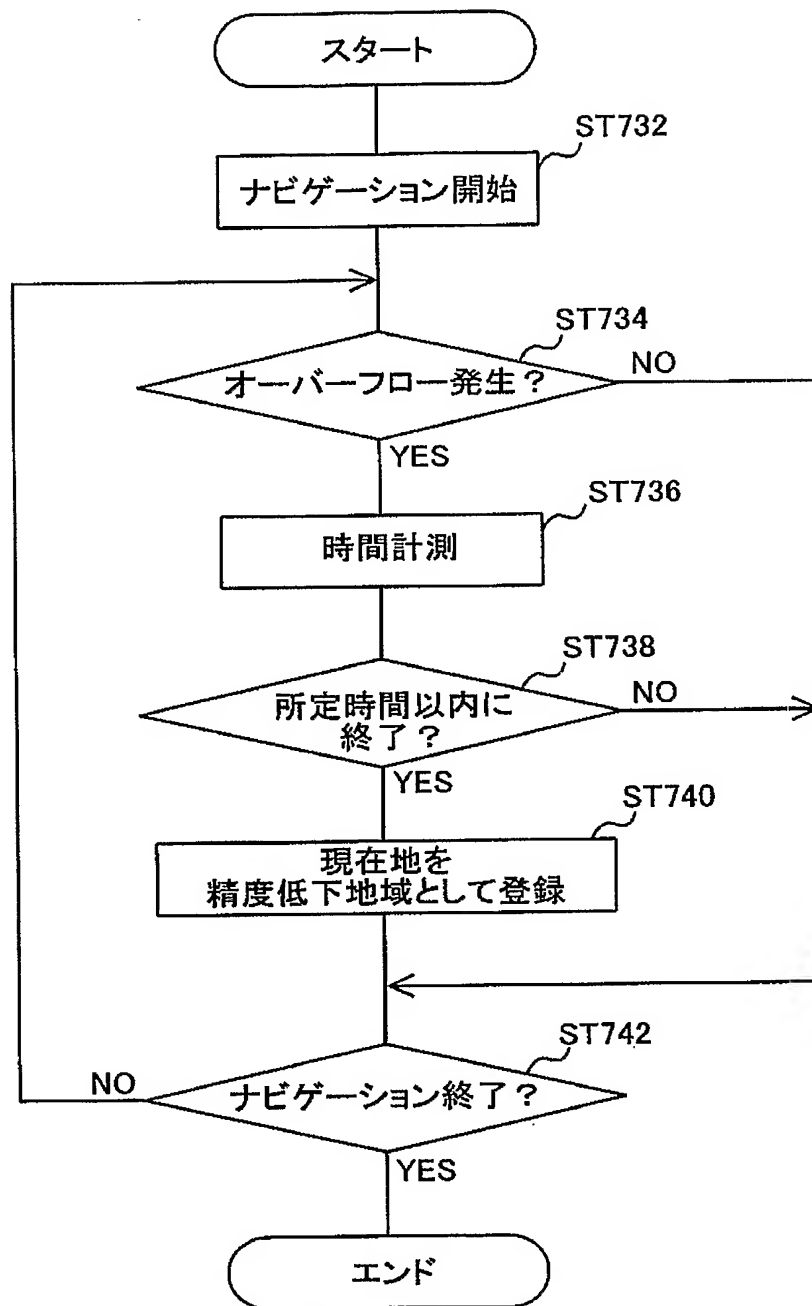 スタート
ST732
ナビゲーション開始
ST734
オーバーフロー発生？
NO
YES
ST736
時間計測
ST738
所定時間以内に
終了？
NO
YES
ST740
現在地を
精度低下地域として登録
ST742
ナビゲーション終了？
NO
YES
エンド